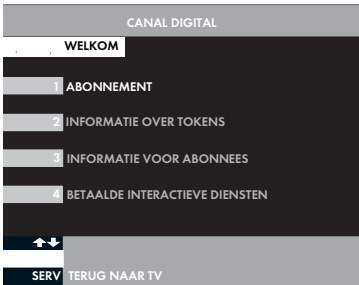 CANAL DIGITAL
WELKOM
1 ABONNEMENT
2 INFORMATIE OVER TOKENS
3 INFORMATIE VOOR ABONNEES
4 BETAALDE INTERACTIEVE DIENSTEN
SERV TERUG NAAR TV